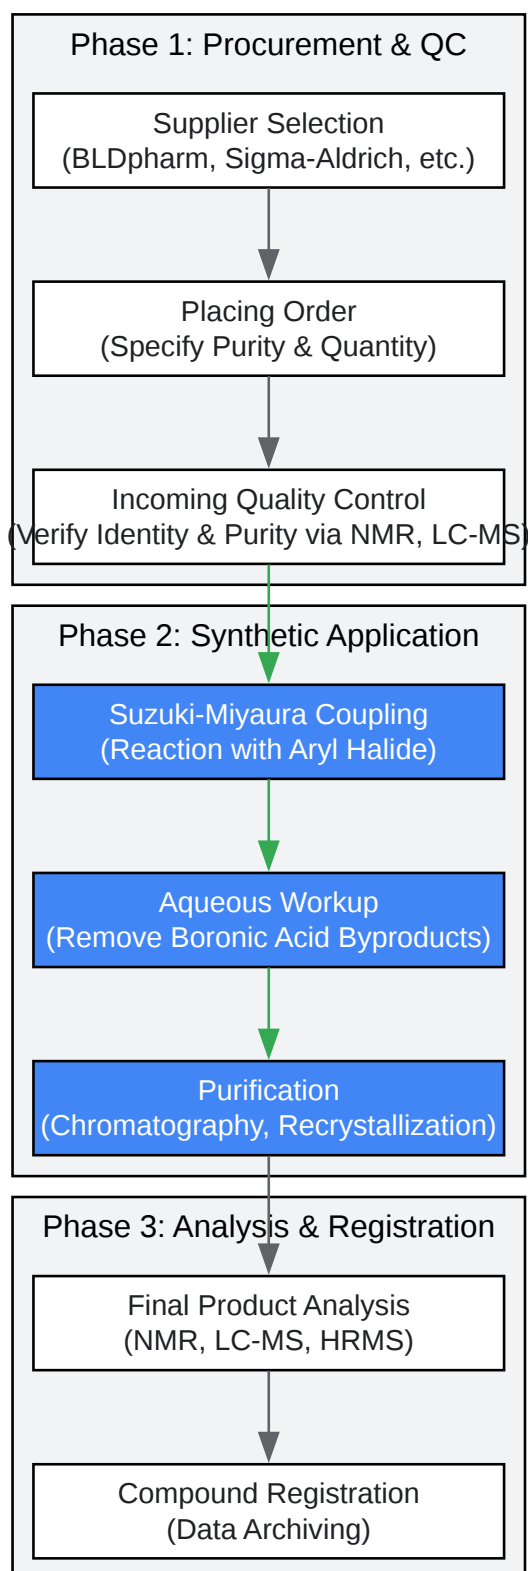 Phase 1: Procurement & QC
Supplier Selection
(BLDpharm, Sigma-Aldrich, etc.)
Placing Order
(Specify Purity & Quantity)
Incoming Quality Control
(Verify Identity & Purity via NMR, LC-MS)
Phase 2: Synthetic Application
Suzuki-Miyaura Coupling
(Reaction with Aryl Halide)
Aqueous Workup
(Remove Boronic Acid Byproducts)
Purification
(Chromatography, Recrystallization)
Phase 3: Analysis & Registration
Final Product Analysis
(NMR, LC-MS, HRMS)
Compound Registration
(Data Archiving)